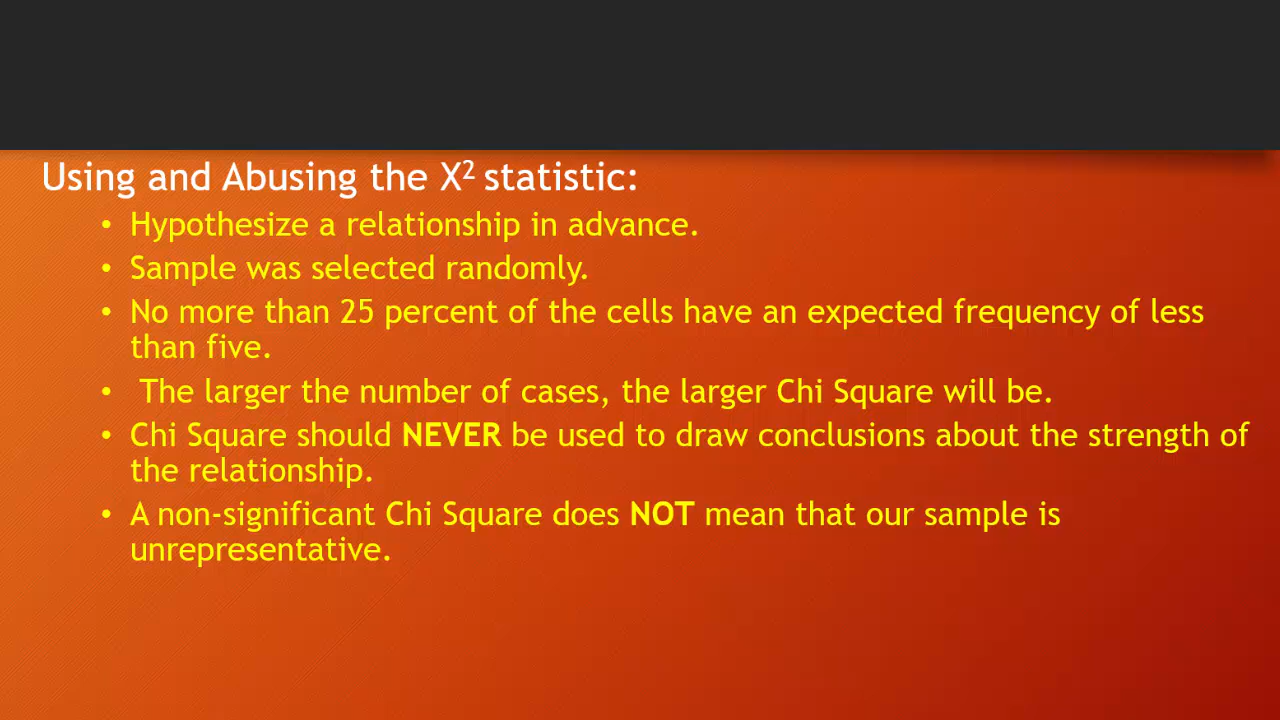 Using and Abusing the X² statistic:
• Hypothesize a relationship in advance.
• Sample was selected randomly.
• No more than 25 percent of the cells have an expected frequency of less
than five.
• The larger the number of cases, the larger Chi Square will be.
• Chi Square should NEVER be used to draw conclusions about the strength of
the relationship.
• A non-significant Chi Square does NOT mean that our sample is
unrepresentative.